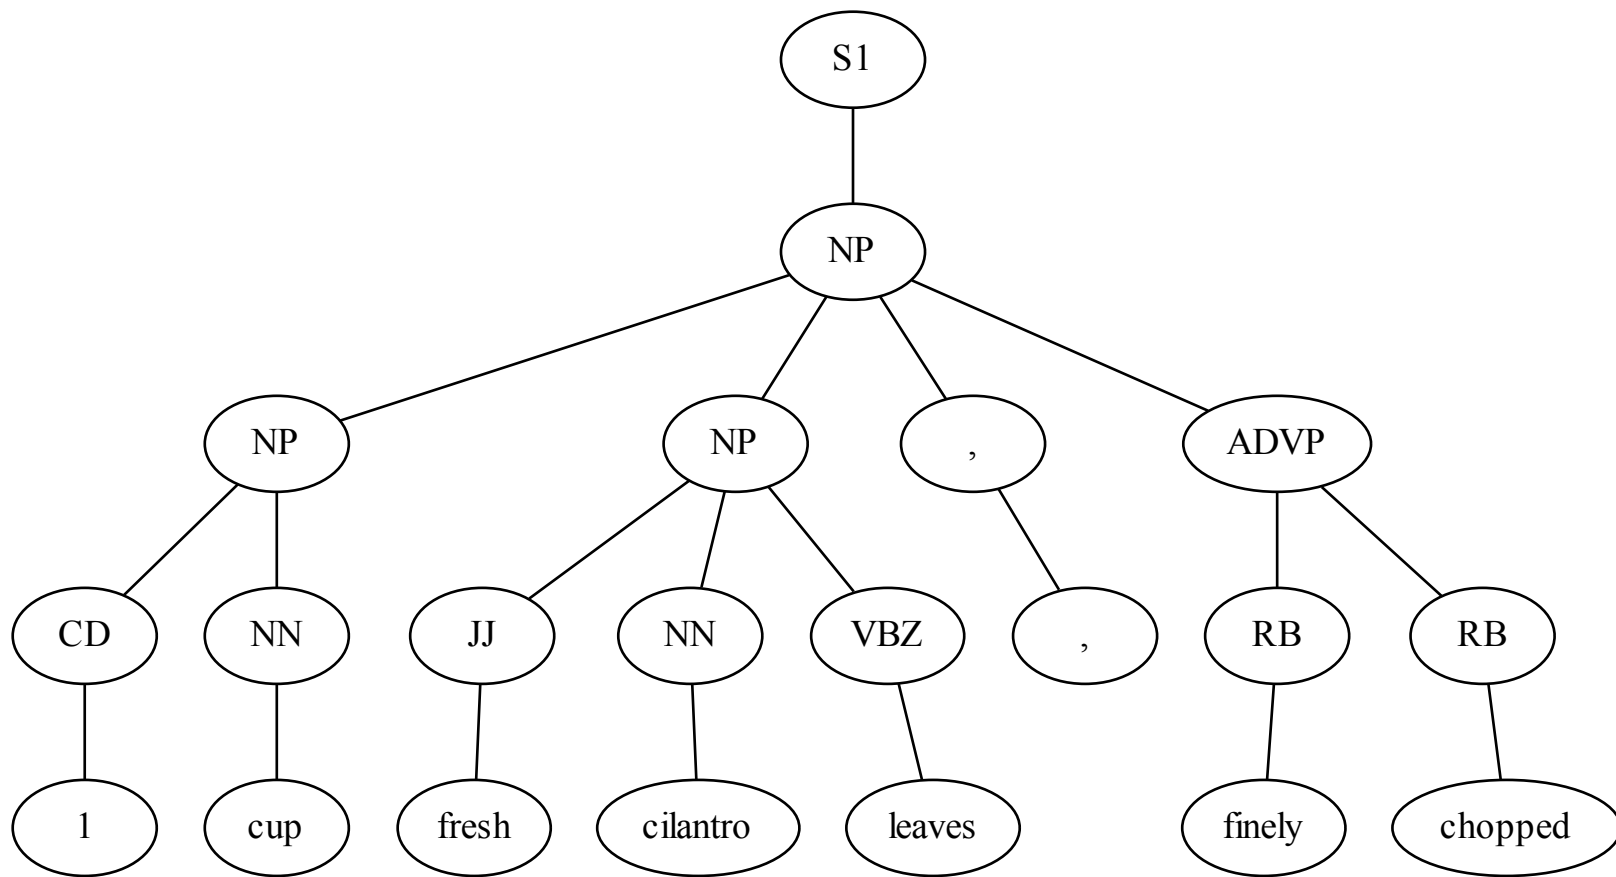 S1
NP
NP NP , ADVP
CD NN JJ NN VBZ , RB RB
1 cup fresh cilantro leaves finely chopped